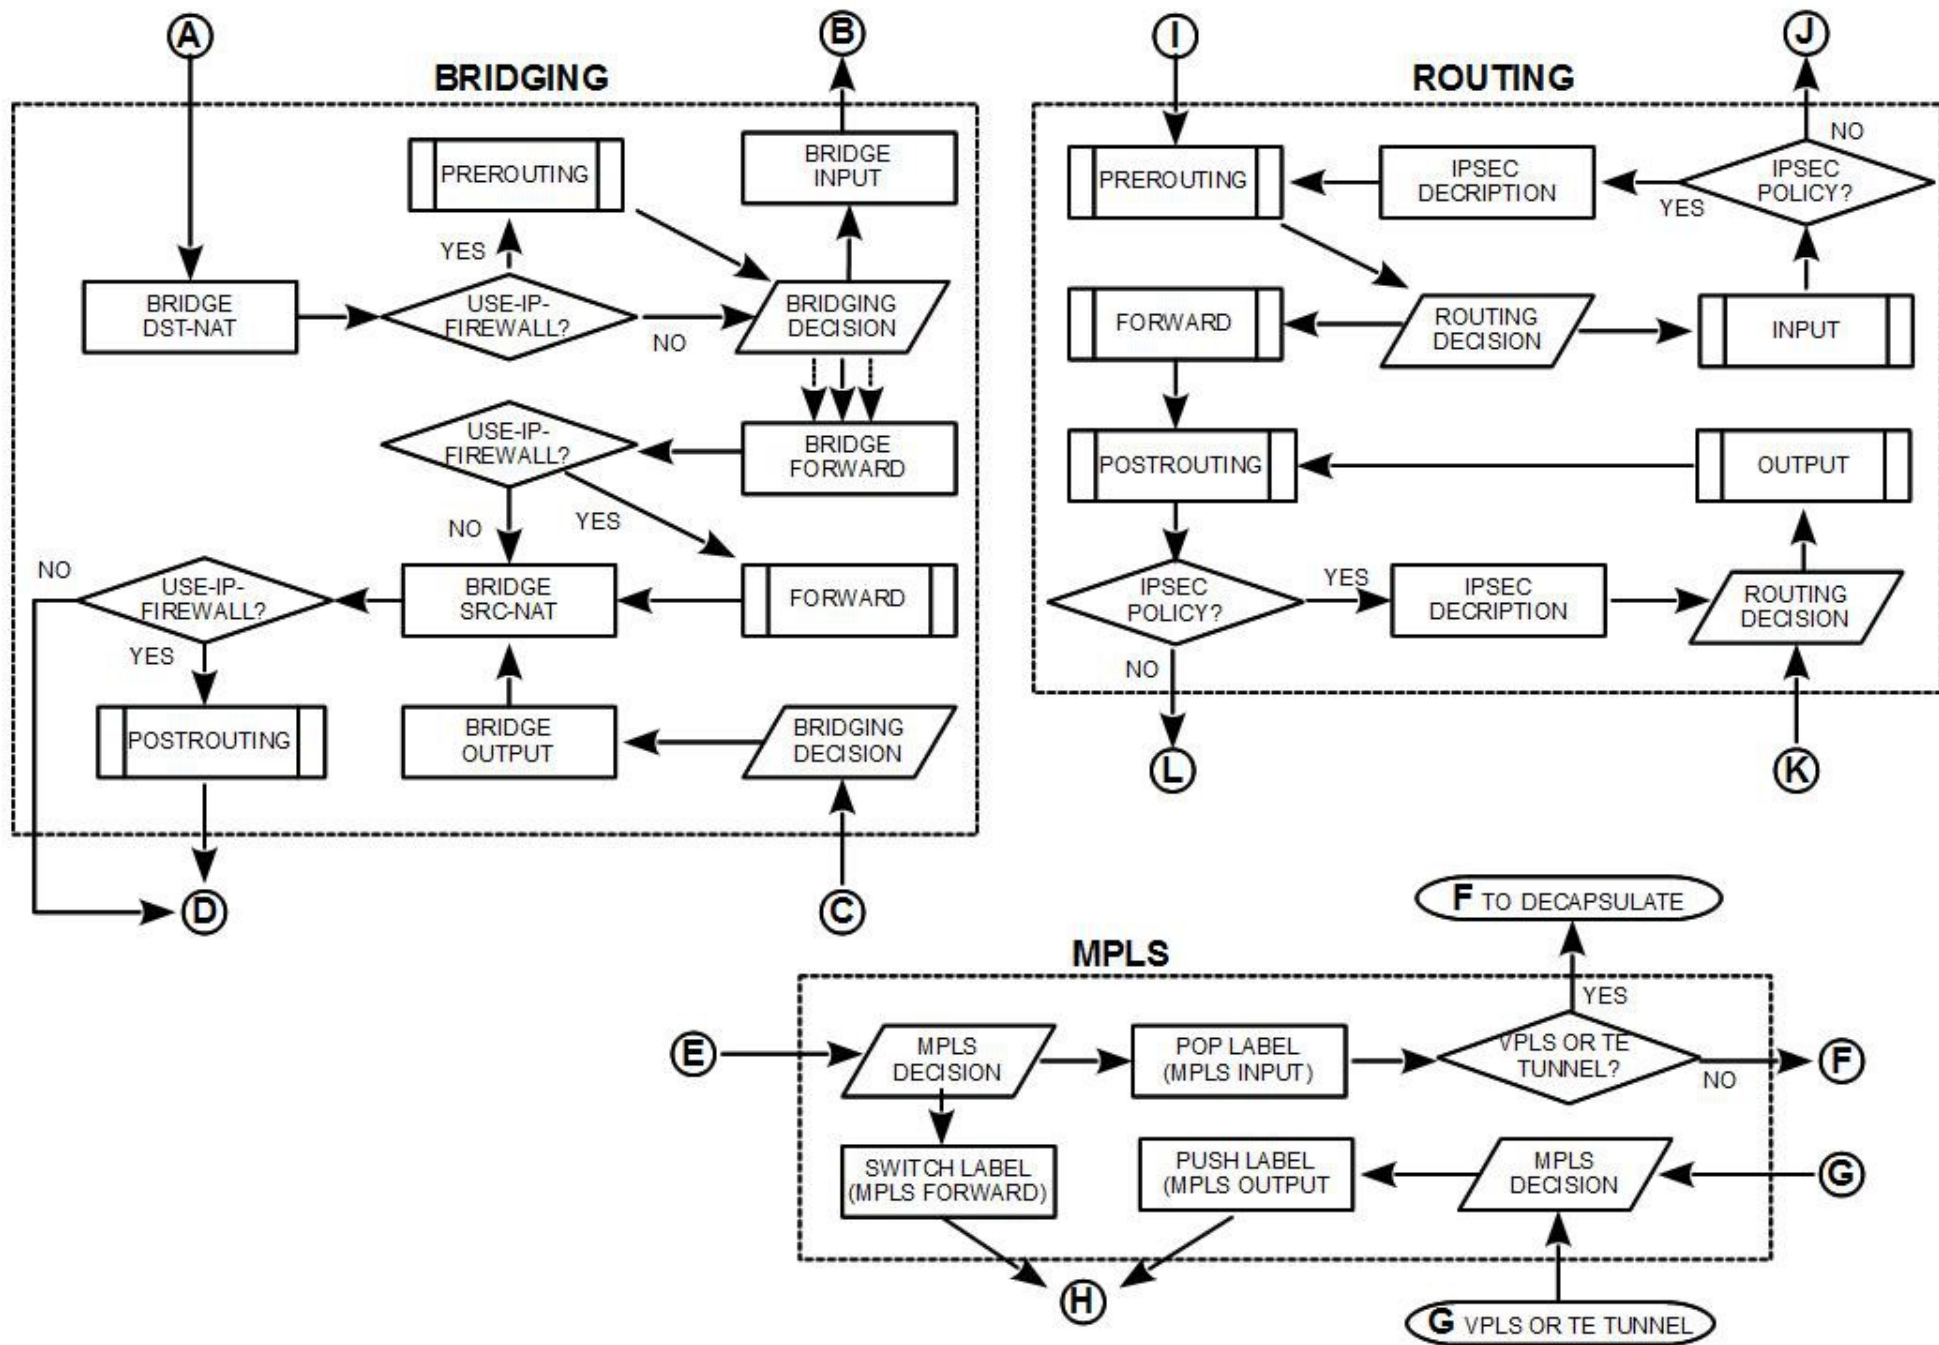 A
B
BRIDGING
PREROUTING
BRIDGE
INPUT
YES
BRIDGE
DST-NAT
USE-IP-
FIREWALL?
NO
BRIDGING
DECISION
USE-IP-
FIREWALL?
BRIDGE
FORWARD
NO
YES
NO
USE-IP-
FIREWALL?
BRIDGE
SRC-NAT
FORWARD
YES
POSTROUTING
BRIDGE
OUTPUT
BRIDGING
DECISION
D
C
I
J
ROUTING
NO
PREROUTING
IPSEC
DECRIPTION
IPSEC
POLICY?
YES
FORWARD
ROUTING
DECISION
INPUT
POSTROUTING
OUTPUT
IPSEC
POLICY?
YES
IPSEC
DECRIPTION
ROUTING
DECISION
NO
L
K
F TO DECAPSULATE
MPLS
YES
E
MPLS
DECISION
POP LABEL
(MPLS INPUT)
VPLS OR TE
TUNNEL?
NO
F
SWITCH LABEL
(MPLS FORWARD)
PUSH LABEL
(MPLS OUTPUT
MPLS
DECISION
G
H
G VPLS OR TE TUNNEL